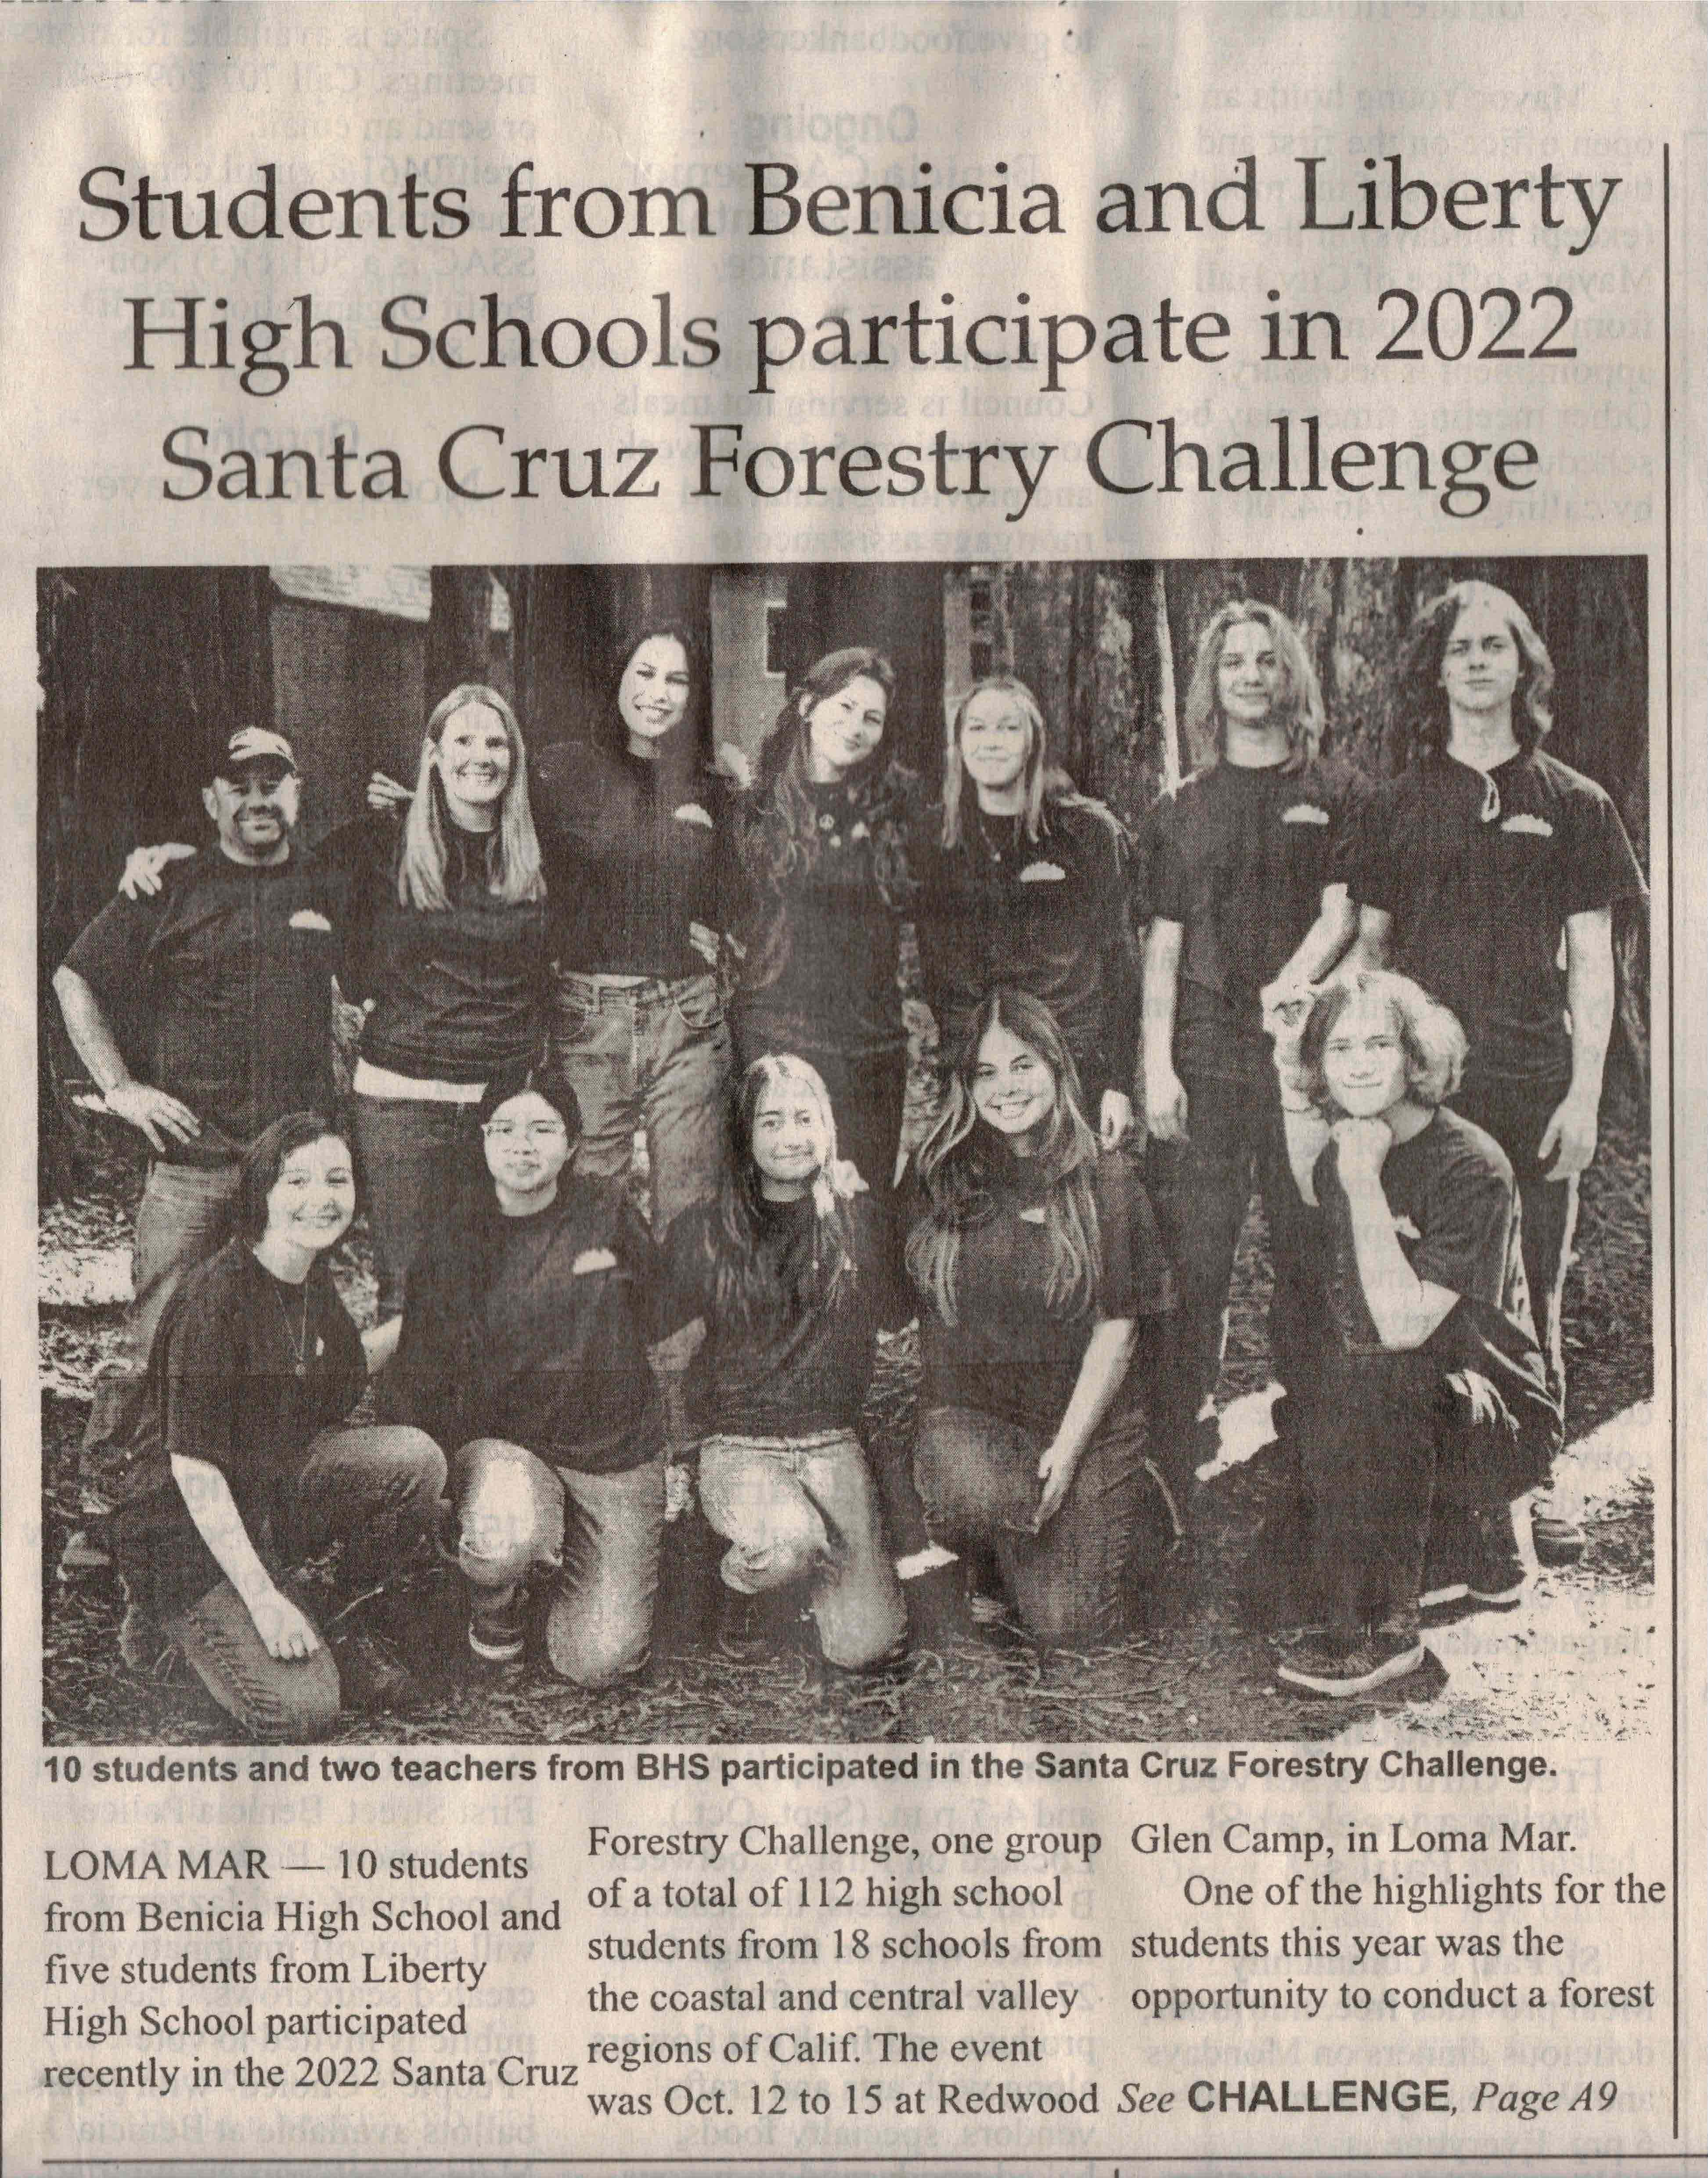 Students from Benicia and Liberty
High Schools participate in 2022
Santa Cruz Forestry Challenge
10 students and two teachers from BHS participated in the Santa Cruz Forestry Challenge.
LOMA MAR — 10 students
from Benicia High School and
five students from Liberty
High School participated
recently in the 2022 Santa Cruz
Forestry Challenge, one group
of a total of 112 high school
students from 18 schools from
the coastal and central valley
regions of Calif. The event
was Oct. 12 to 15 at Redwood
Glen Camp, in Loma Mar.
One of the highlights for the
students this year was the
opportunity to conduct a forest
See CHALLENGE, Page A9